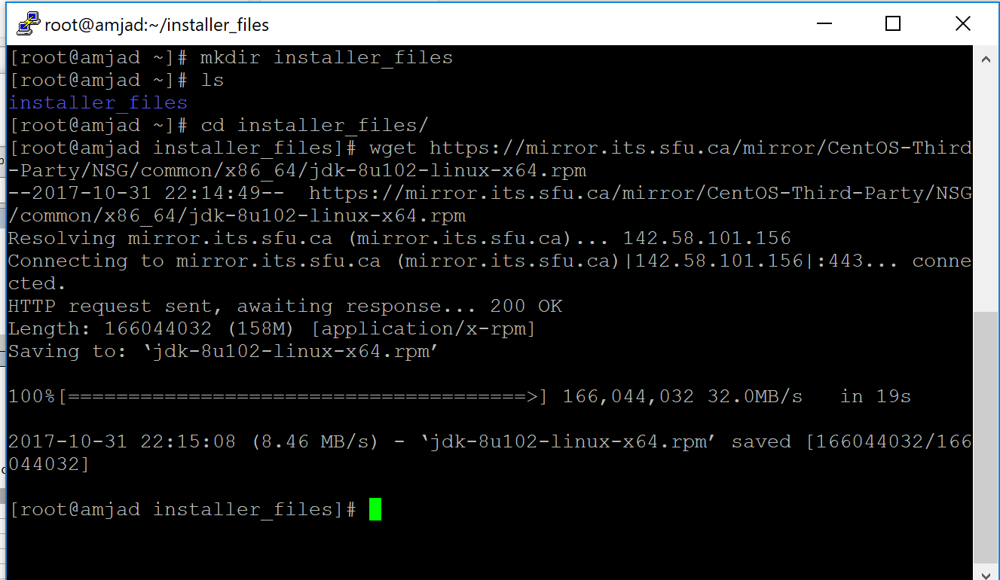 root@amjad:~/installer_files
[root@amjad ~]# mkdir installer_files
[root@amjad ~]# ls
installer_files
[root@amjad ~]# cd installer_files/
[root@amjad installer_files]# wget https://mirror.its.sfu.ca/mirror/CentOS-Third
-Party/NSG/common/x86_64/jdk-8u102-linux-x64.rpm
--2017-10-31 22:14:49--  https://mirror.its.sfu.ca/mirror/CentOS-Third-Party/NSG
/common/x86_64/jdk-8u102-linux-x64.rpm
Resolving mirror.its.sfu.ca (mirror.its.sfu.ca)... 142.58.101.156
Connecting to mirror.its.sfu.ca (mirror.its.sfu.ca)|142.58.101.156|:443... conne
cted.
HTTP request sent, awaiting response... 200 OK
Length: 166044032 (158M) [application/x-rpm]
Saving to: ‘jdk-8u102-linux-x64.rpm’
100%[======================================>] 166,044,032 32.0MB/s   in 19s
2017-10-31 22:15:08 (8.46 MB/s) - ‘jdk-8u102-linux-x64.rpm’ saved [166044032/166
044032]
[root@amjad installer_files]#